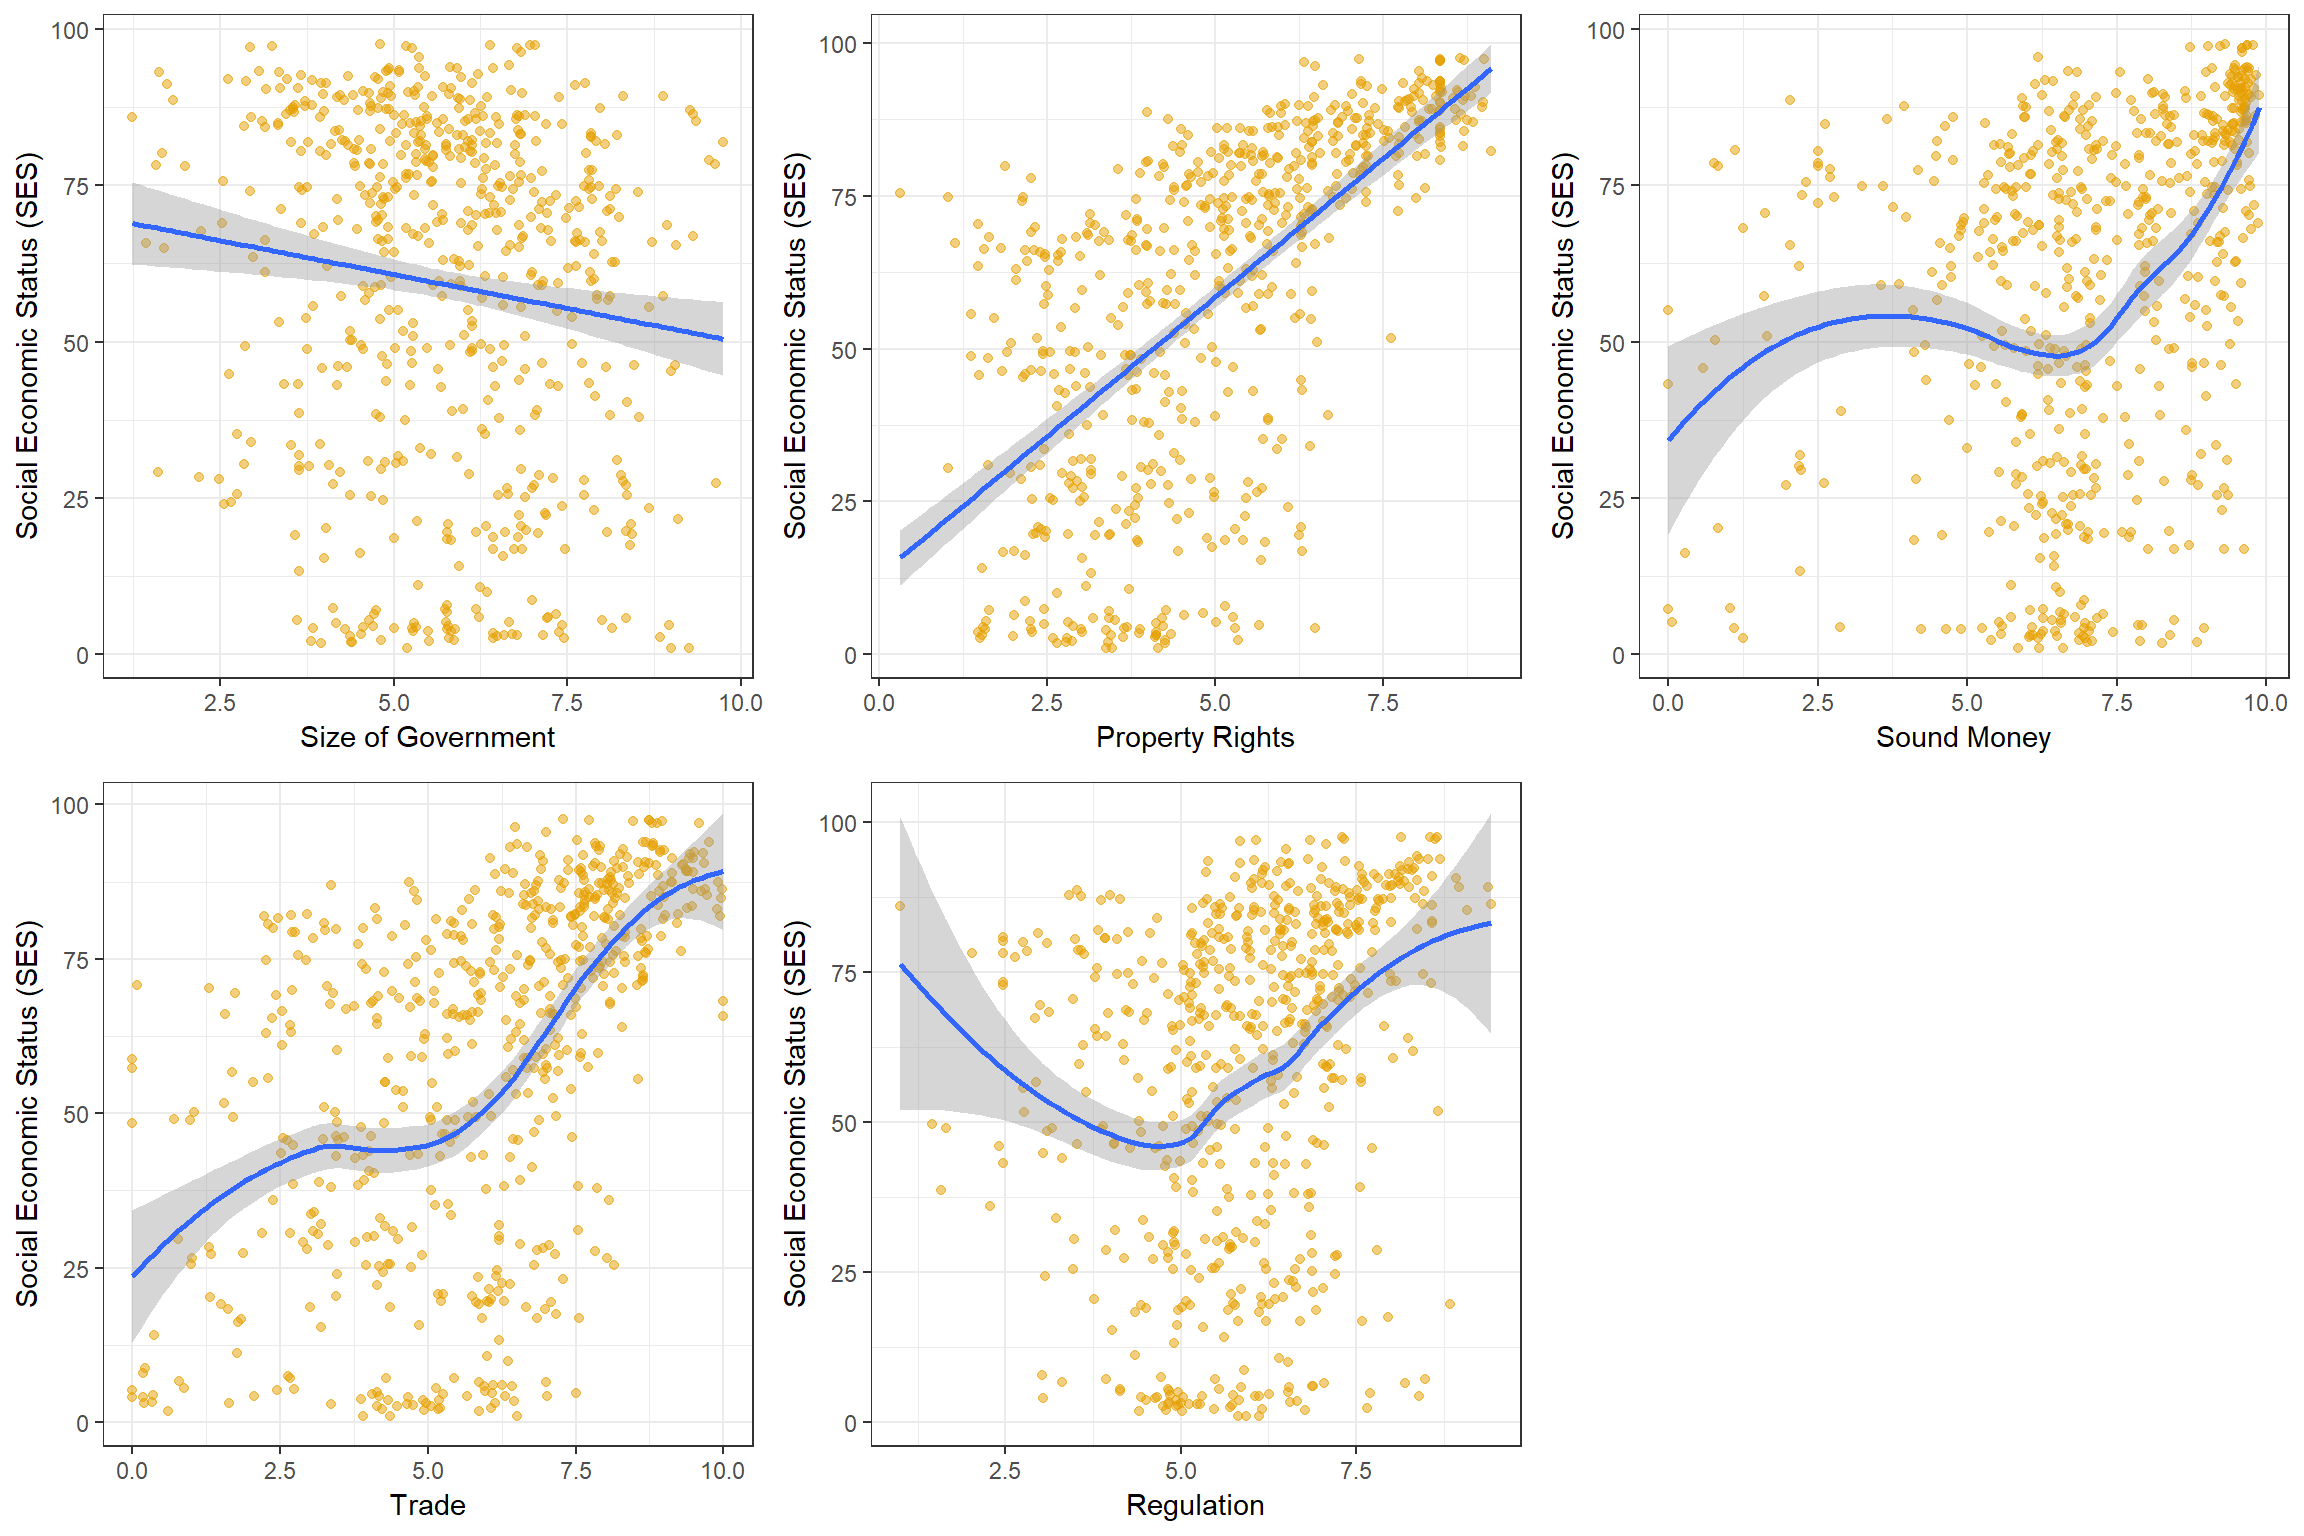 100
75
50
25
0
Social Economic Status (SES)
2.5 5.0 7.5 10.0
Size of Government
100
75
50
25
0
Social Economic Status (SES)
0.0 2.5 5.0 7.5
Property Rights
100
75
50
25
0
Social Economic Status (SES)
0.0 2.5 5.0 7.5 10.0
Sound Money
100
75
50
25
0
Social Economic Status (SES)
0.0 2.5 5.0 7.5 10.0
Trade
100
75
50
25
0
Social Economic Status (SES)
2.5 5.0 7.5
Regulation